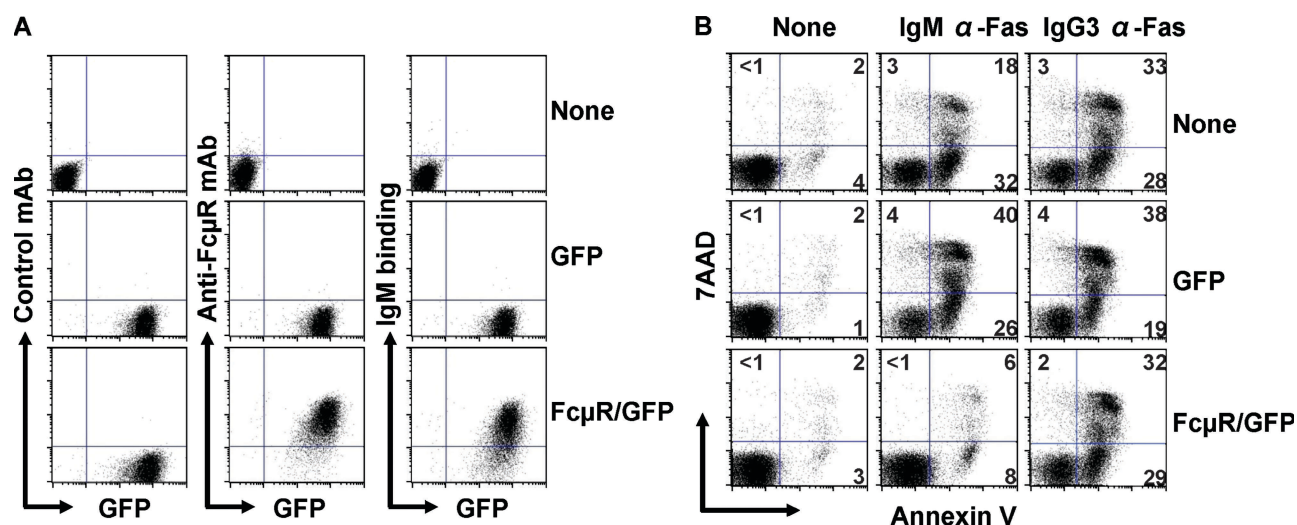 A
Control mAb
Anti-FcμR mAb
IgM binding
None
GFP
FcμR/GFP
GFP
GFP
GFP
B
None
IgM α-Fas
IgG3 α-Fas
<1 2
4
3 18
32
3 33
28
None
<1 2
1
4 40
26
4 38
19
GFP
<1 2
3
<1 6
8
2 32
29
FcμR/GFP
7AAD
Annexin V